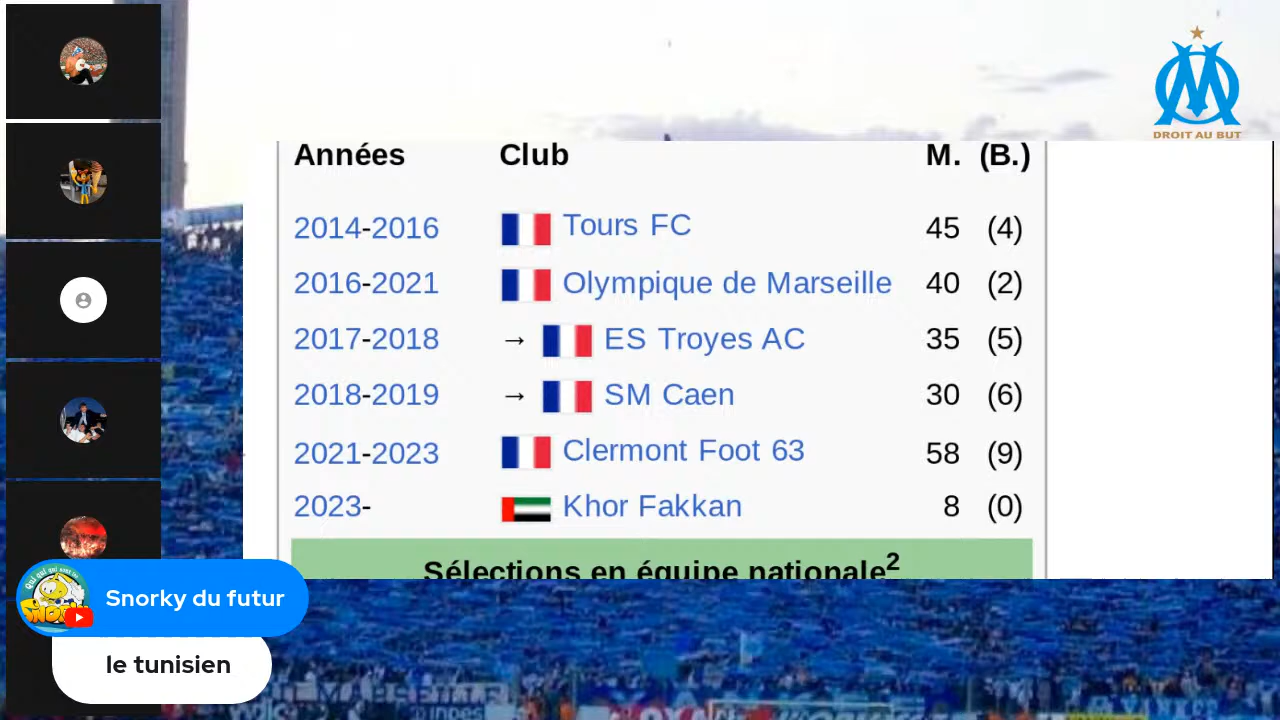 DROIT AU BUT
Années Club M. (B.)
2014-2016 Tours FC 45 (4)
2016-2021 Olympique de Marseille 40 (2)
2017-2018 → ES Troyes AC 35 (5)
2018-2019 → SM Caen 30 (6)
2021-2023 Clermont Foot 63 58 (9)
2023- Khor Fakkan 8 (0)
Sélections en équipe nationale2
Snorky du futur
le tunisien